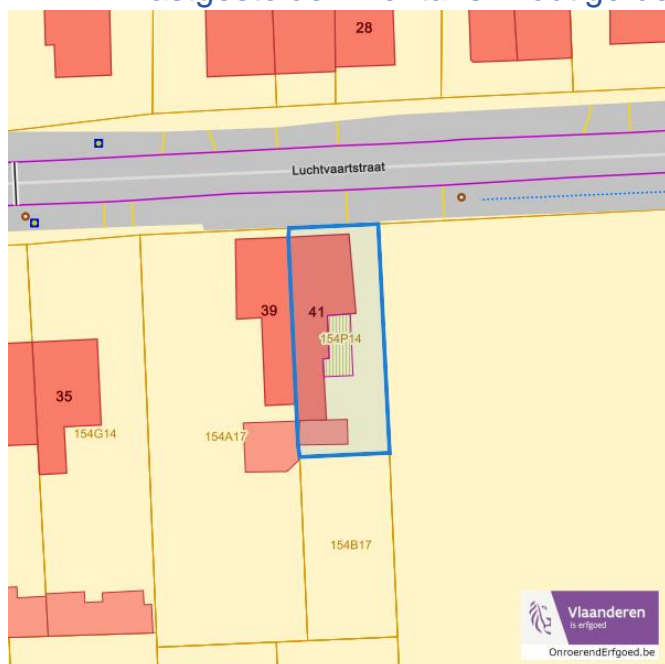 28
Luchtvaartstraat
39
41
154P14
35
154G14
154A17
154B17
Vlaanderen
is erfgoed
OnroerendErfgoed.be